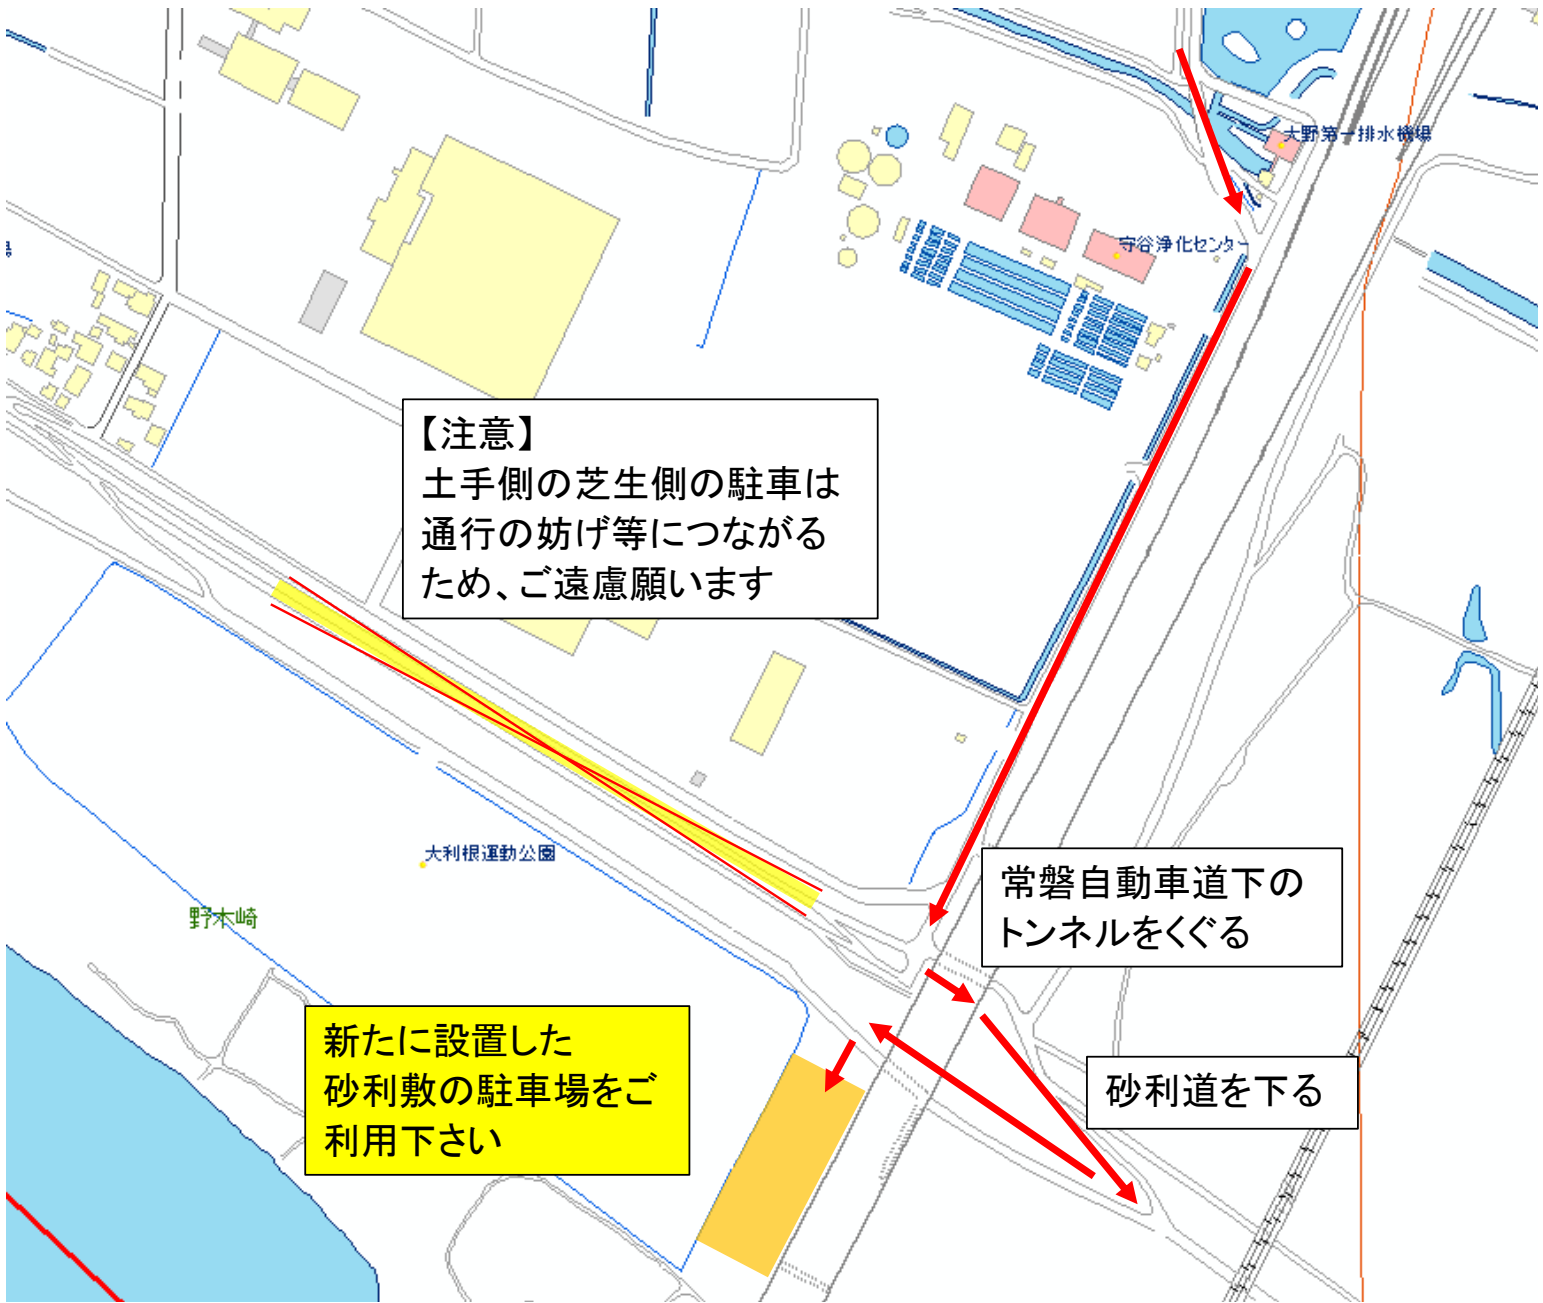 大野第一排水機場
守谷浄化センター
【注意】
土手側の芝生側の駐車は
通行の妨げ等につながる
ため、ご遠慮願います
大利根運動公園
野木崎
常磐自動車道下の
トンネルをくぐる
新たに設置した
砂利敷の駐車場をご
利用下さい
砂利道を下る